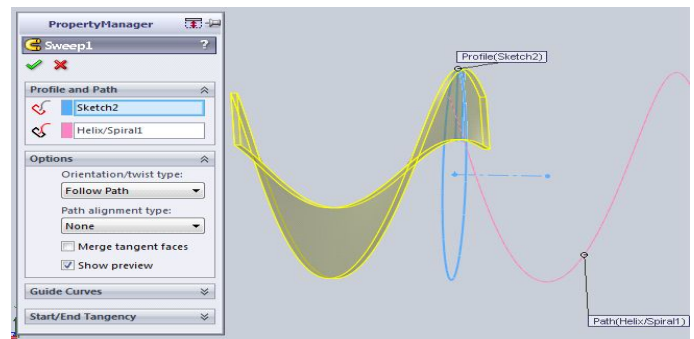 PropertyManager
Sweep1 ?
Profile and Path
Sketch2
Helix/Spiral1
Options
Orientation/twist type:
Follow Path
Path alignment type:
None
Merge tangent faces
Show preview
Guide Curves
Start/End Tangency
Profile(Sketch2)
Path(Helix/Spiral1)